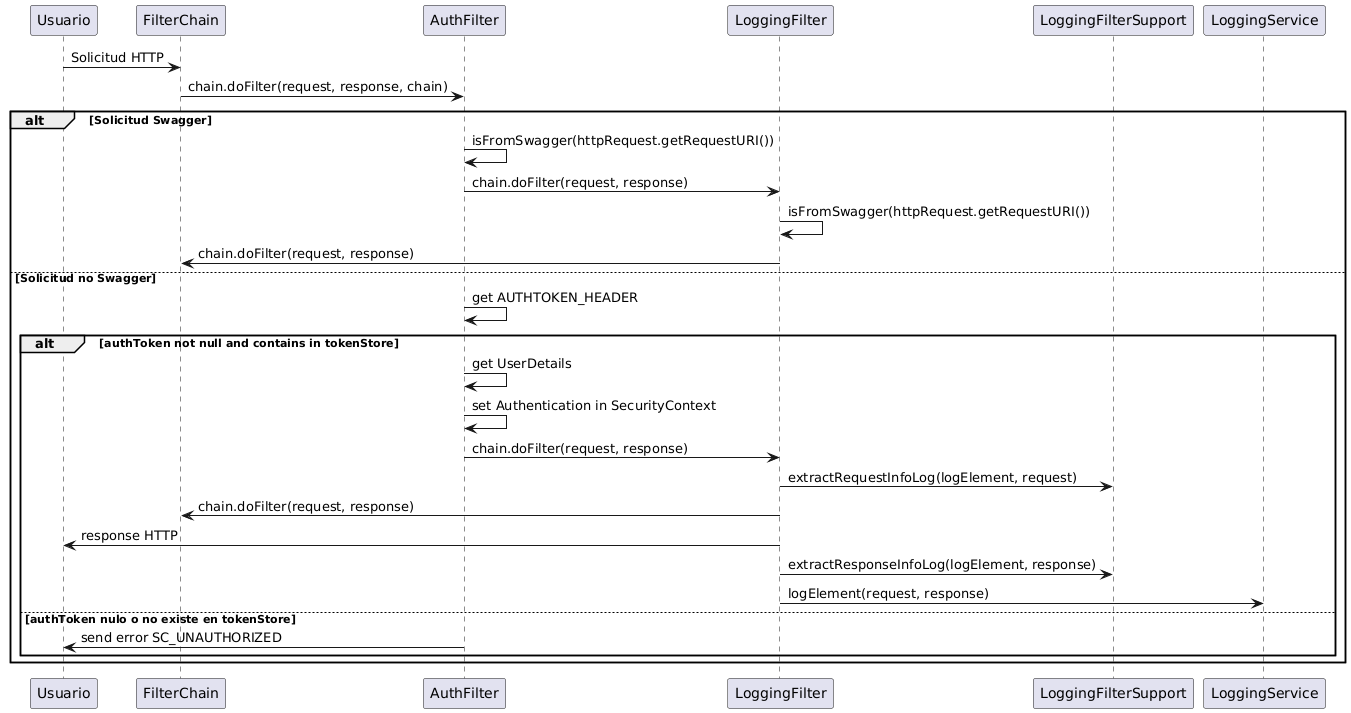 Usuario FilterChain AuthFilter LoggingFilter LoggingFilterSupport LoggingService
Solicitud HTTP
chain.doFilter(request, response, chain)
alt [Solicitud Swagger]
isFromSwagger(httpRequest.getRequestURI())
chain.doFilter(request, response)
isFromSwagger(httpRequest.getRequestURI())
chain.doFilter(request, response)
[Solicitud no Swagger]
get AUTHTOKEN_HEADER
alt [authToken not null and contains in tokenStore]
get UserDetails
set Authentication in SecurityContext
chain.doFilter(request, response)
extractRequestInfoLog(logElement, request)
chain.doFilter(request, response)
response HTTP
extractResponseInfoLog(logElement, response)
logElement(request, response)
[authToken nulo o no existe en tokenStore]
send error SC_UNAUTHORIZED
Usuario FilterChain AuthFilter LoggingFilter LoggingFilterSupport LoggingService